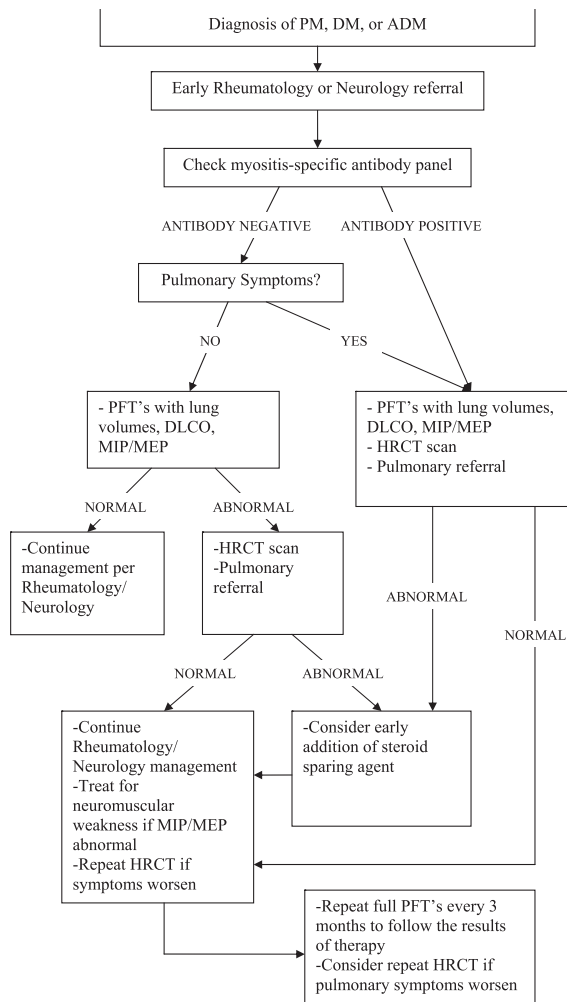 Diagnosis of PM, DM, or ADM
Early Rheumatology or Neurology referral
Check myositis-specific antibody panel
ANTIBODY NEGATIVE
ANTIBODY POSITIVE
Pulmonary Symptoms?
NO
YES
- PFT's with lung
volumes, DLCO,
MIP/MEP
- PFT's with lung volumes,
DLCO, MIP/MEP
- HRCT scan
- Pulmonary referral
NORMAL
ABNORMAL
-Continue
management per
Rheumatology/
Neurology
-HRCT scan
-Pulmonary
referral
ABNORMAL
NORMAL
NORMAL
ABNORMAL
-Continue
Rheumatology/
Neurology management
-Treat for
neuromuscular
weakness if MIP/MEP
abnormal
-Repeat HRCT if
symptoms worsen
-Consider early
addition of steroid
sparing agent
-Repeat full PFT's every 3
months to follow the results
of therapy
-Consider repeat HRCT if
pulmonary symptoms worsen